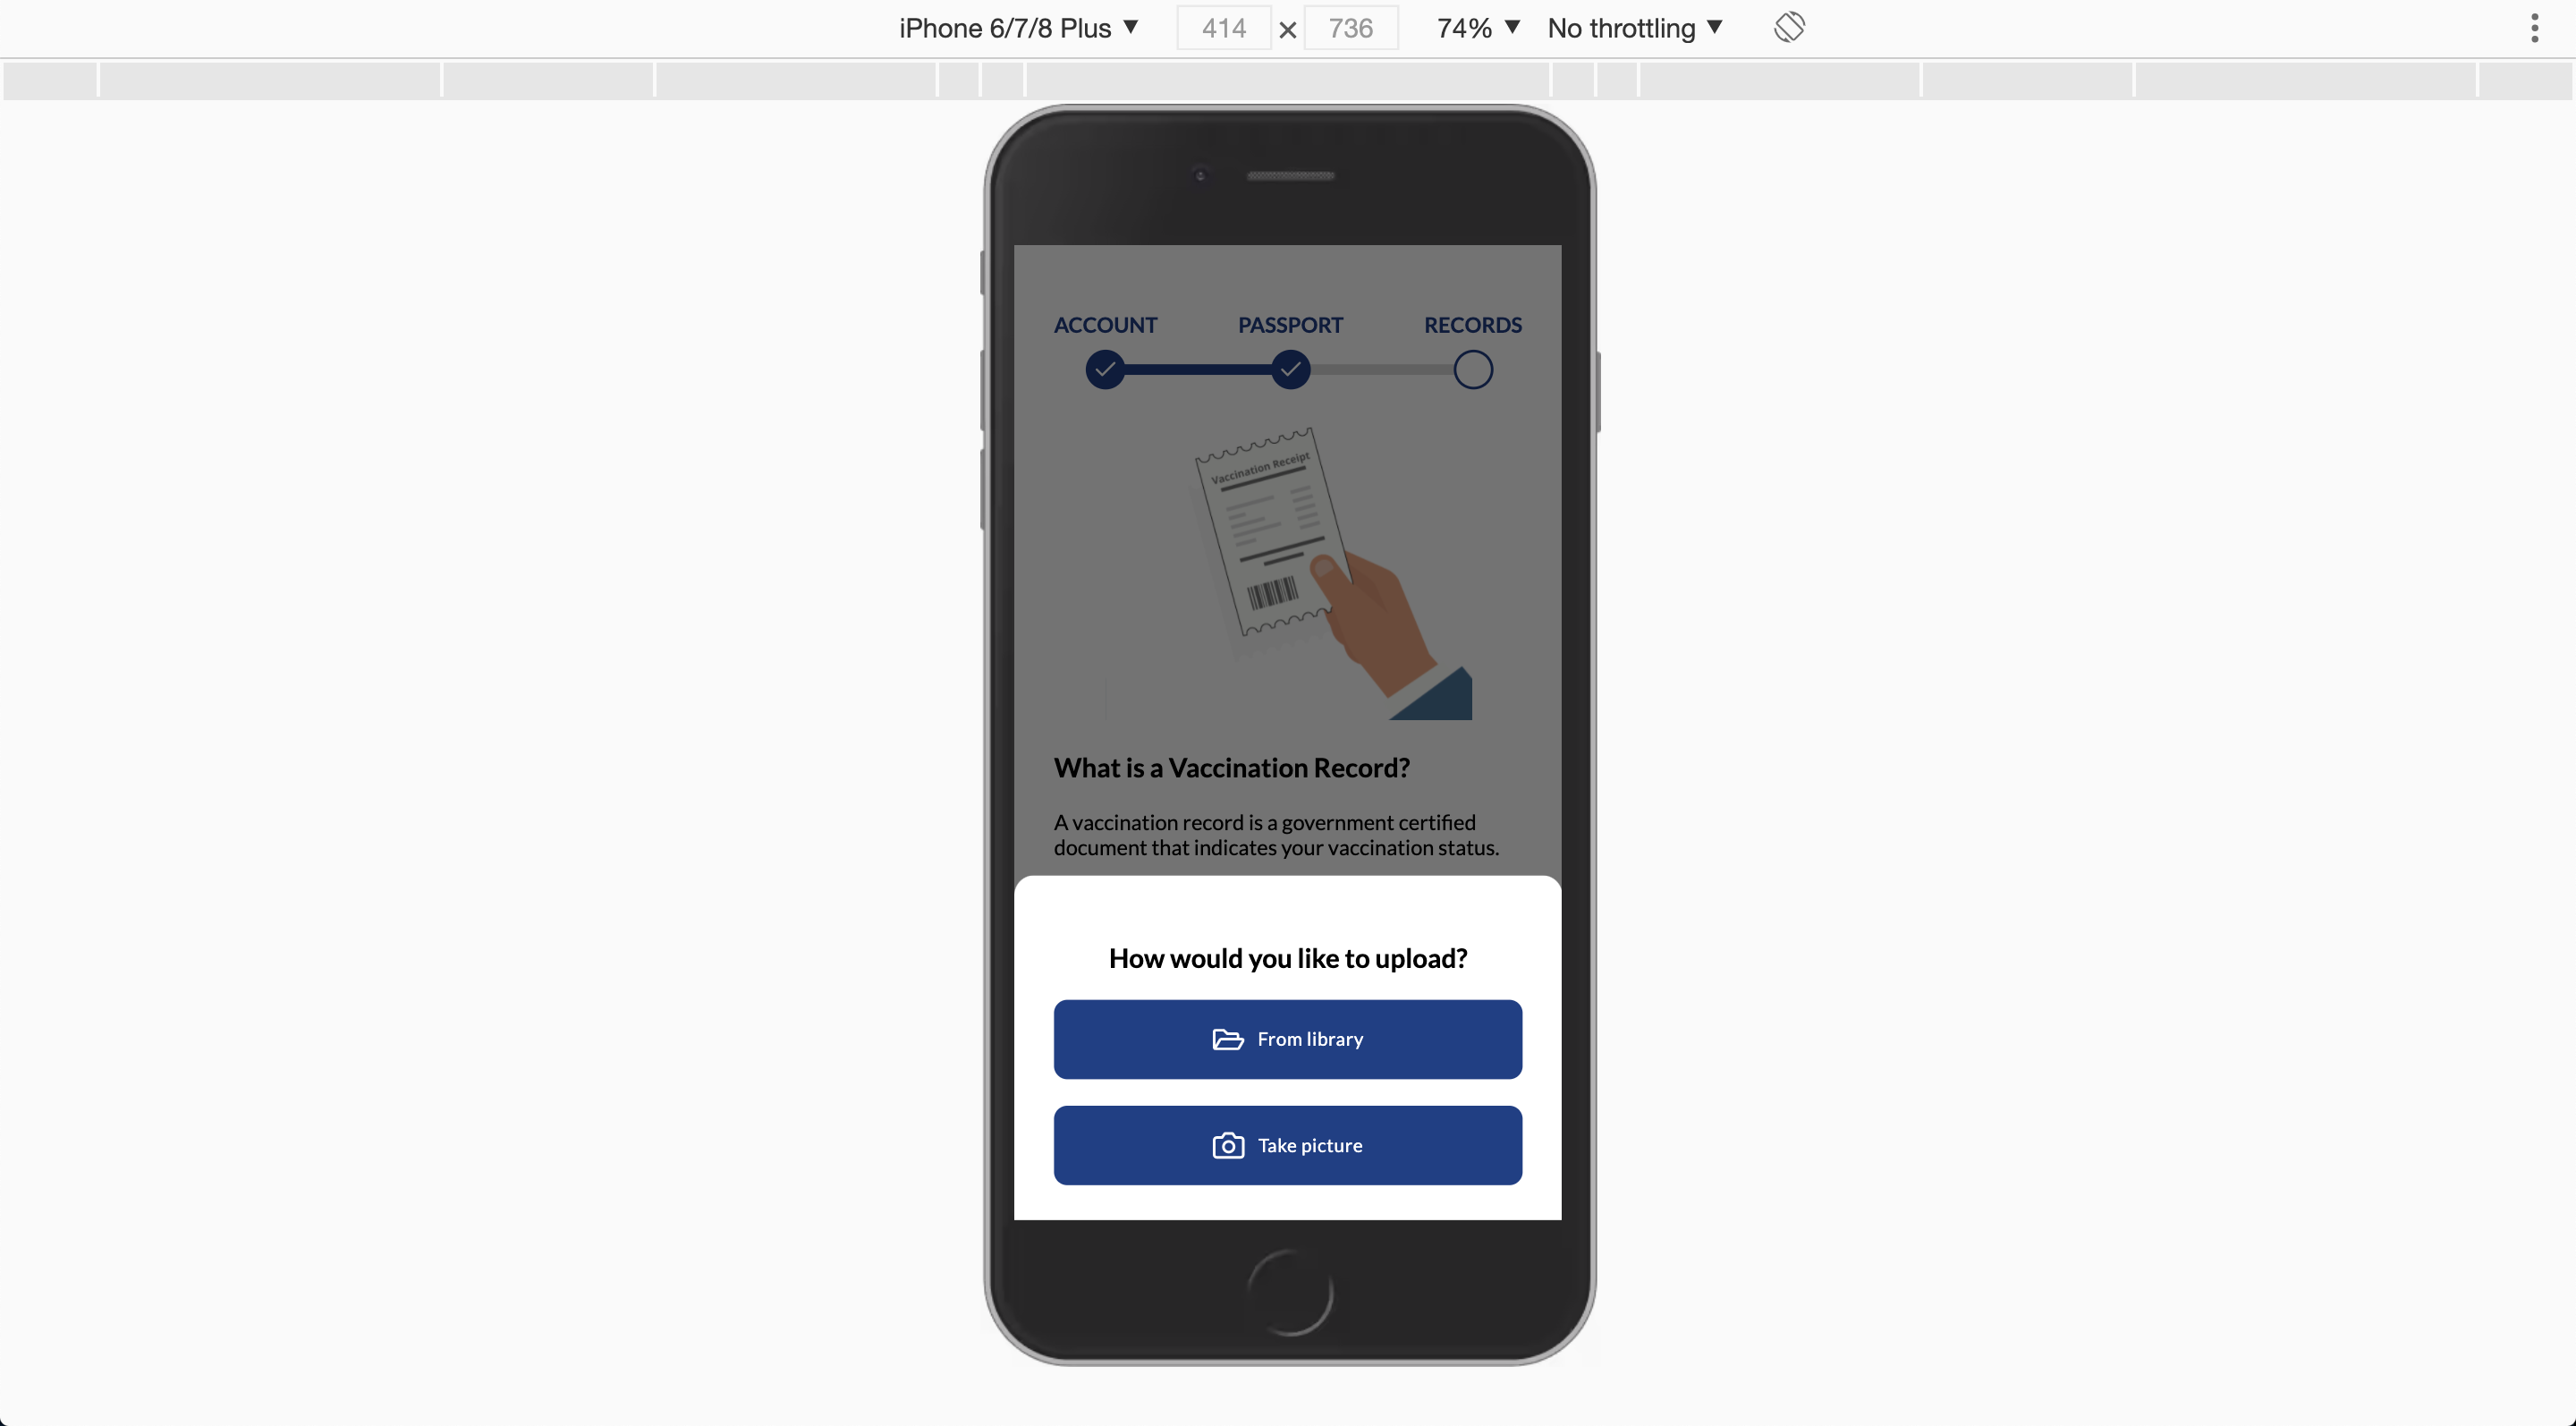 iPhone 6/7/8 Plus ▼ 414 × 736 74% ▼ No throttling ▼
ACCOUNT PASSPORT RECORDS
Vaccination Receipt
What is a Vaccination Record?
A vaccination record is a government certified
document that indicates your vaccination status.
How would you like to upload?
From library
Take picture